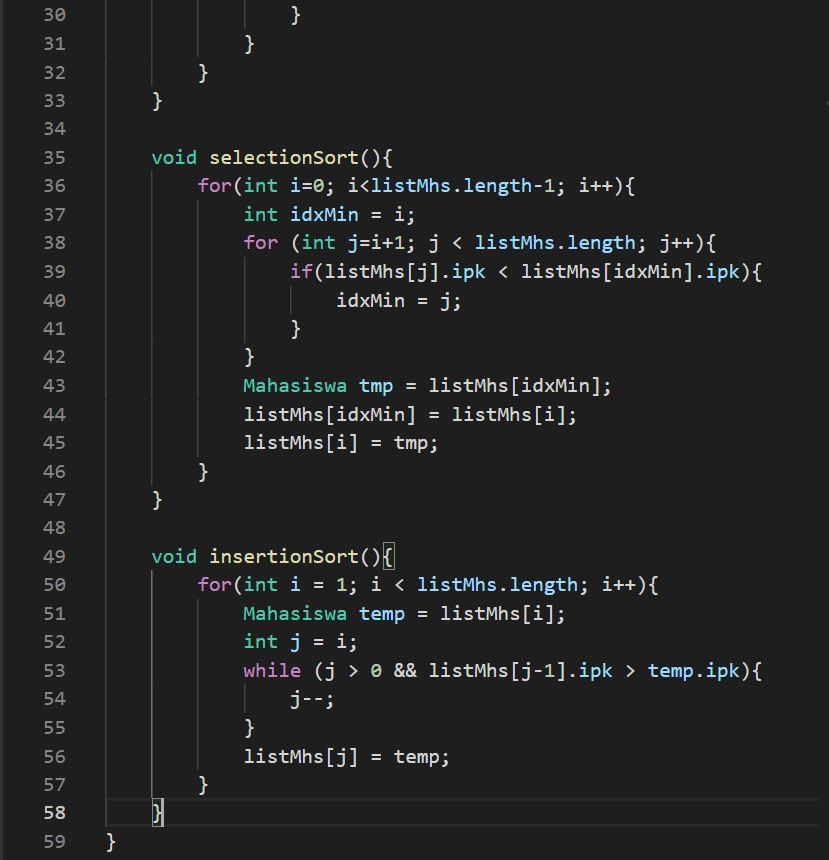 30                 }
31             }
32         }
33     }
34
35     void selectionSort(){
36         for(int i=0; i<listMhs.length-1; i++){
37             int idxMin = i;
38             for (int j=i+1; j < listMhs.length; j++){
39                 if(listMhs[j].ipk < listMhs[idxMin].ipk){
40                     idxMin = j;
41                 }
42             }
43             Mahasiswa tmp = listMhs[idxMin];
44             listMhs[idxMin] = listMhs[i];
45             listMhs[i] = tmp;
46         }
47     }
48
49     void insertionSort(){
50         for(int i = 1; i < listMhs.length; i++){
51             Mahasiswa temp = listMhs[i];
52             int j = i;
53             while (j > 0 && listMhs[j-1].ipk > temp.ipk){
54                 j--;
55             }
56             listMhs[j] = temp;
57         }
58     }
59 }